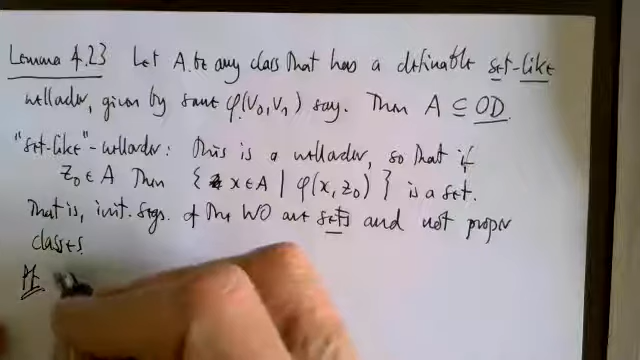 Lemma 4.23 Let A be any class that has a definable set-like
wellorder, given by some φ(v₀,v₁) say. Then A ⊆ OD.
"set-like"-wellorder: this is a wellorder, so that if
z₀ ∈ A then { x ∈ A | φ(x, z₀) } is a set.
That is, init. segs. of the WO are sets and not proper
classes.
Pf